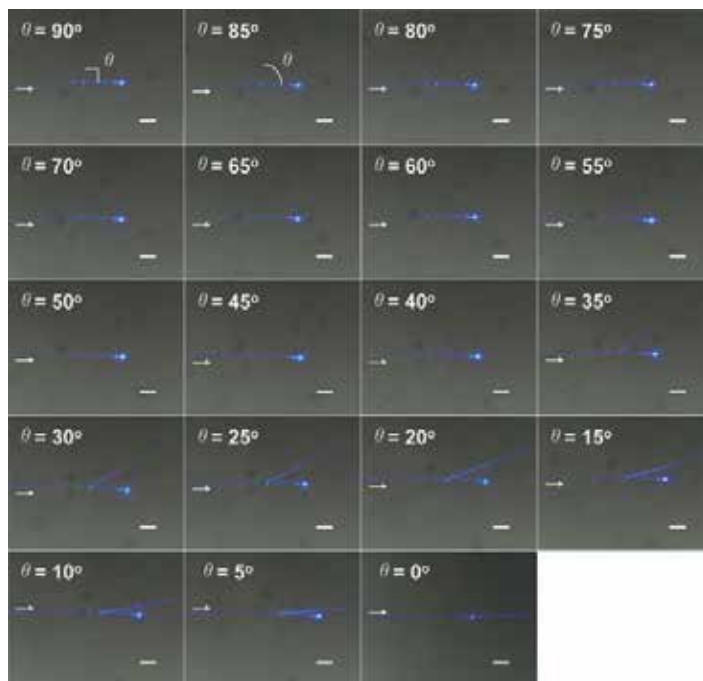 θ = 90° θ = 85° θ = 80° θ = 75°
θ θ
θ = 70° θ = 65° θ = 60° θ = 55°
θ = 50° θ = 45° θ = 40° θ = 35°
θ = 30° θ = 25° θ = 20° θ = 15°
θ = 10° θ = 5° θ = 0°